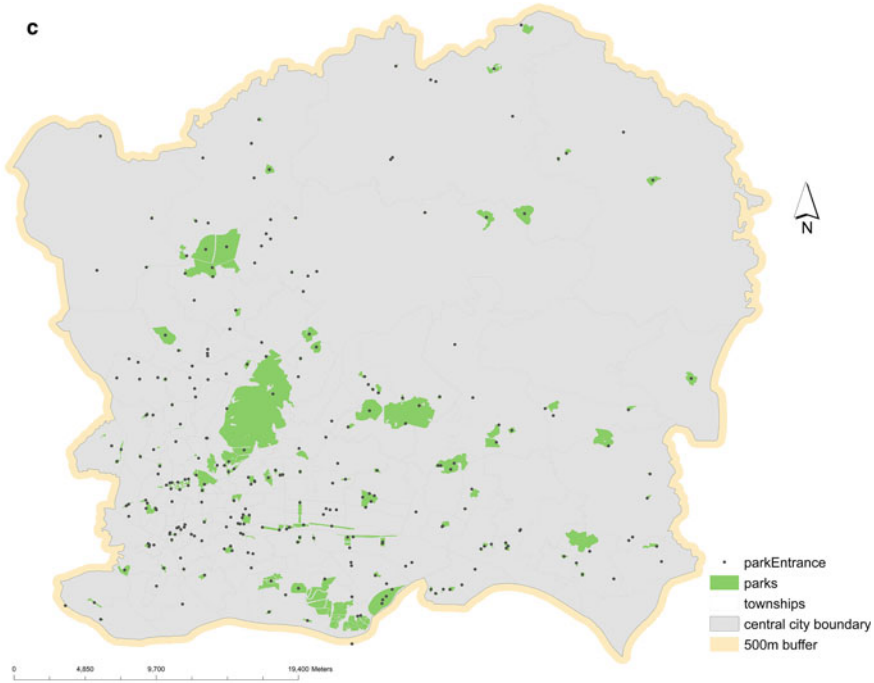 c
N
parkEntrance
parks
townships
central city boundary
500m buffer
0 4,850 9,700 19,400 Meters